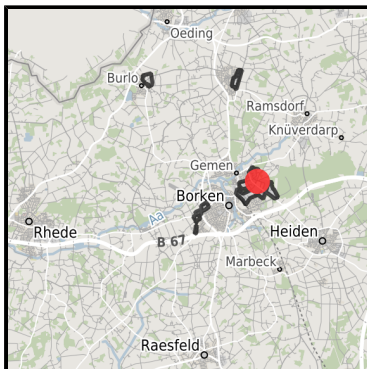 Oeding
Burlo
Ramsdorf
Knüverdarp
Gemen
Borken
Aa
Rhede
B 67
Heiden
Marbeck
Raesfeld